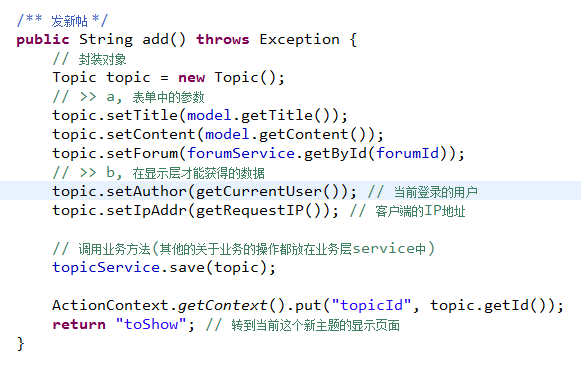 /** 发新帖 */
public String add() throws Exception {
// 封装对象
Topic topic = new Topic();
// >> a, 表单中的参数
topic.setTitle(model.getTitle());
topic.setContent(model.getContent());
topic.setForum(forumService.getById(forumId));
// >> b, 在显示层才能获得的数据
topic.setAuthor(getCurrentUser()); // 当前登录的用户
topic.setIpAddr(getRequestIP()); // 客户端的IP地址
// 调用业务方法(其他的关于业务的操作都放在业务层service中)
topicService.save(topic);
ActionContext.getContext().put("topicId", topic.getId());
return "toShow"; // 转到当前这个新主题的显示页面
}